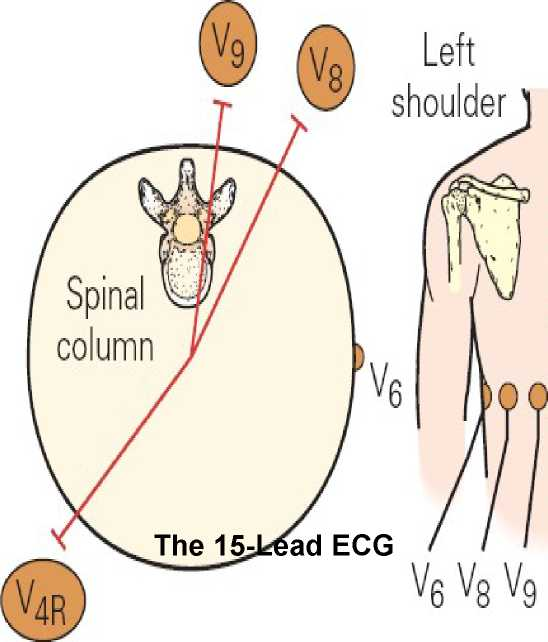 V9
V8
Left
shoulder
Spinal
column
V6
The 15-Lead ECG
V4R
V6 V8 V9